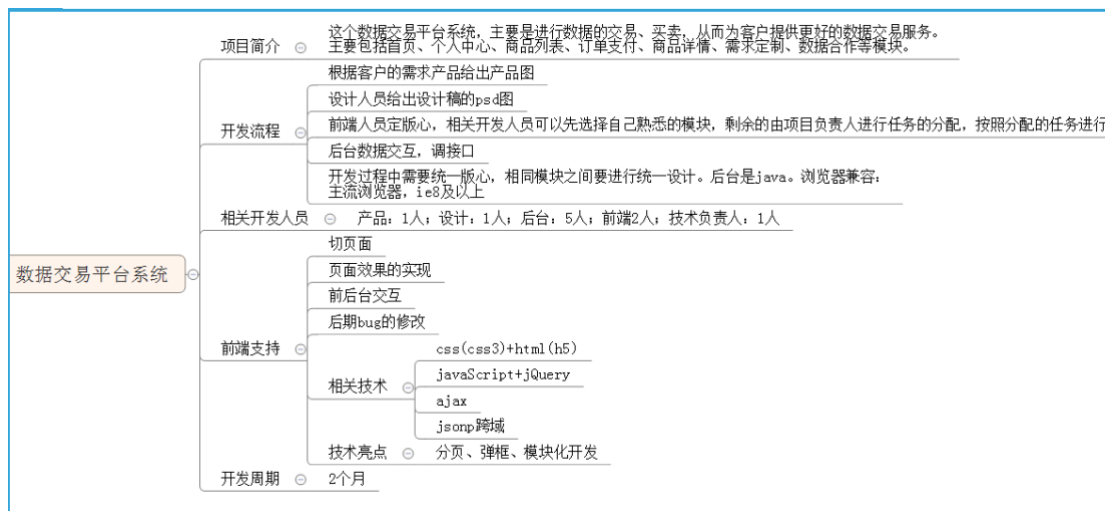 这个数据交易平台系统, 主要是进行数据的交易、买卖, 从而为客户提供更好的数据交易服务。
项目简介
主要包括首页、个人中心、商品列表、订单支付、商品详情、需求定制、数据合作等模块。
根据客户的需求产品给出产品图
设计人员给出设计稿的psd图
开发流程
前端人员定版心, 相关开发人员可以先选择自己熟悉的模块, 剩余的由项目负责人进行任务的分配, 按照分配的任务进行
后台数据交互, 调接口
开发过程中需要统一版心, 相同模块之间要进行统一设计。后台是java。浏览器兼容:
主流浏览器, ie8及以上
相关开发人员
产品: 1人; 设计: 1人; 后台: 5人; 前端2人; 技术负责人: 1人
数据交易平台系统
切页面
页面效果的实现
前后台交互
后期bug的修改
前端支持
相关技术
css(css3)+html(h5)
javaScript+jQuery
ajax
jsonp跨域
技术亮点
分页、弹框、模块化开发
开发周期
2个月